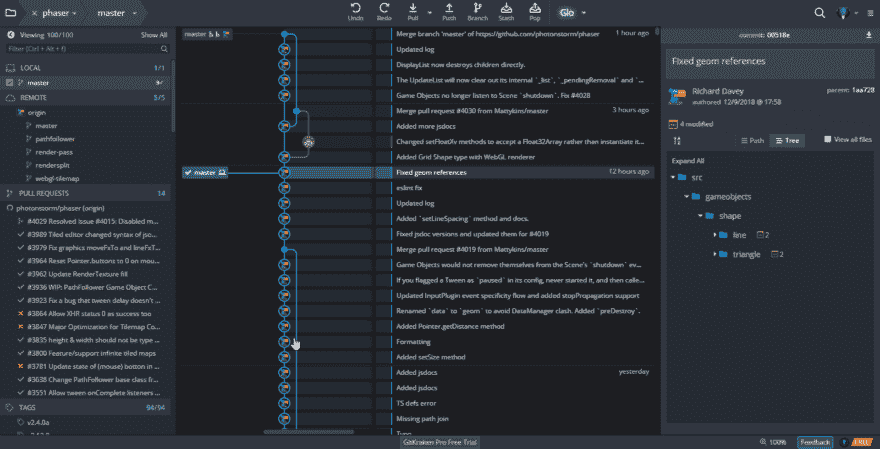 phaser
master
Undo
Redo
Pull
Push
Branch
Stash
Pop
Glo
Viewing 100/100 Show All
Filter (Ctrl + Alt + f)
LOCAL 1/1
master
REMOTE 5/5
origin
master
pathfollower
render-pass
rendersplit
webgl-tilemap
PULL REQUESTS 14
photonstorm/phaser (origin)
#4029 Resolved Issue #4015: Disabled m...
#3989 Tiled editor changed syntax of jso...
#3979 Fix graphics moveFxTo and lineFxT...
#3964 Reset Pointer.buttons to 0 on mou...
#3962 Update RenderTexture fill
#3936 WIP: PathFollower Game Object C...
#3923 Fix a bug that tween delay doesn't ...
#3864 Allow XHR status 0 as success too
#3847 Major Optimization for Tilemap Co...
#3835 height & width should not be type ...
#3800 Feature/support infinite tiled maps
#3781 Update state of (mouse) button in ...
#3638 Change PathFollower base class fr...
#3551 Allow tween onComplete listeners ...
TAGS 94/94
v2.4.0a
master
Merge branch 'master' of https://github.com/photonstorm/phaser 1 hour ago
Updated log
DisplayList now destroys children directly.
The UpdateList will now clear out its internal `_list`, `_pendingRemoval` and `...
Game Objects no longer listen to Scene `shutdown`. Fix #4028
Merge pull request #4030 from Mattykins/master 3 hours ago
Added more jsdocs
Changed setFloatXv methods to accept a Float32Array rather than instantiate it...
Added Grid Shape type with WebGL renderer
master
Fixed geom references 12 hours ago
eslint fix
Updated log
Added `setLineSpacing` method and docs.
Fixed jsdoc versions and updated them for #4019
Merge pull request #4019 from Mattykins/master
Game Objects would not remove themselves from the Scene's `shutdown` ev...
If you flagged a Tween as `paused` in its config, never started it, and then calle...
Updated InputPlugin event specificity flow and added stopPropagation support
Renamed `data` to `geom` to avoid DataManager clash. Added `preDestroy`.
Added Pointer.getDistance method
Formatting
Added setSize method
Added jsdocs yesterday
Added jsdocs
TS defs error
Missing path join
commit: 00518e
Fixed geom references
Richard Davey
authored 12/9/2018 @ 17:58
parent: 1aa728
4 modified
Path
Tree
View all files
Expand All
src
gameobjects
shape
line 2
triangle 2
GitKraken Pro Free Trial
100%
Feedback
FREE